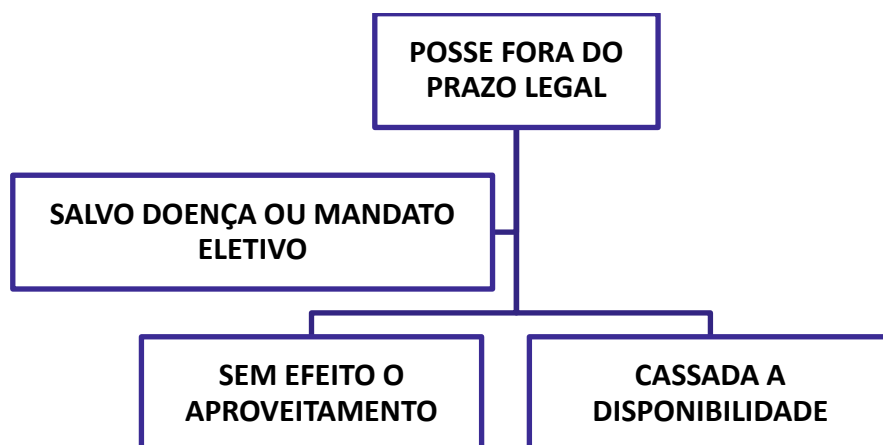 POSSE FORA DO
PRAZO LEGAL
SALVO DOENÇA OU MANDATO
ELETIVO
SEM EFEITO O
APROVEITAMENTO
CASSADA A
DISPONIBILIDADE